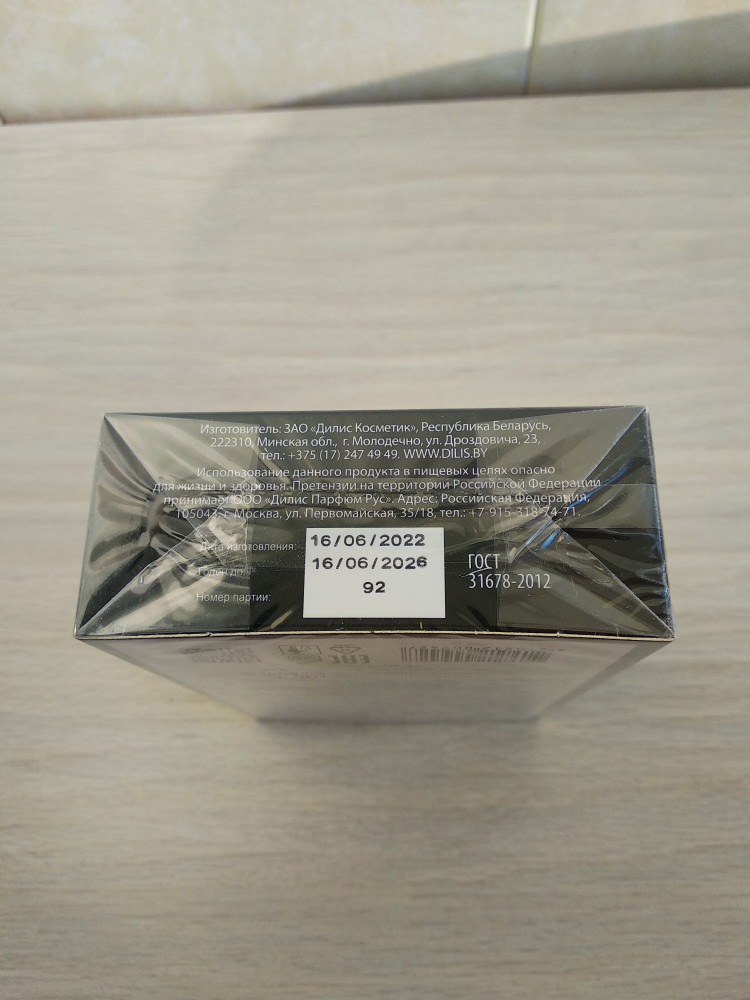 Изготовитель: ЗАО «Дилис Косметик», Республика Беларусь,
222310, Минская обл., г. Молодечно, ул. Дроздовича, 23,
тел.: +375 (17) 247 49 49. WWW.DILIS.BY
Использование данного продукта в пищевых целях опасно
для жизни и здоровья. Претензии на территории Российской Федерации
принимает ООО «Дилис Парфюм Рус». Адрес: Российская Федерация,
105043, г. Москва, ул. Первомайская, 35/18, тел.: +7-915-318-74-71.
Дата изготовления: 16/06/2022
Годен до: 16/06/2026
Номер партии: 92
ГОСТ
31678-2012
EAC